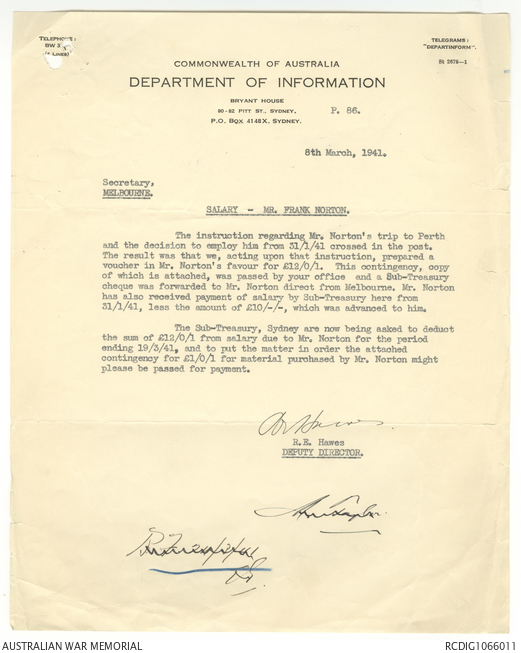 TELEPHONE:
BW 3
(4 LINES)
TELEGRAMS:
"DEPARTINFORM".
COMMONWEALTH OF AUSTRALIA
DEPARTMENT OF INFORMATION
BRYANT HOUSE
80-82 PITT ST., SYDNEY,
P.O. BOX 4148X, SYDNEY.
P. 86.
8th March, 1941.
Secretary,
MELBOURNE.
SALARY - MR. FRANK NORTON.
The instruction regarding Mr. Norton's trip to Perth
and the decision to employ him from 31/1/41 crossed in the post.
The result was that we, acting upon that instruction, prepared a
voucher in Mr. Norton's favour for £12/0/1. This contingency, copy
of which is attached, was passed by your office and a Sub-Treasury
cheque was forwarded to Mr. Norton direct from Melbourne. Mr. Norton
has also received payment of salary by Sub-Treasury here from
31/1/41, less the amount of £10/-/-, which was advanced to him.
The Sub-Treasury, Sydney are now being asked to deduct
the sum of £12/0/1 from salary due to Mr. Norton for the period
ending 19/3/41, and to put the matter in order the attached
contingency for £1/0/1 for material purchased by Mr. Norton might
please be passed for payment.
R.E. Hawes
DEPUTY DIRECTOR.
AUSTRALIAN WAR MEMORIAL
RCDIG1066011